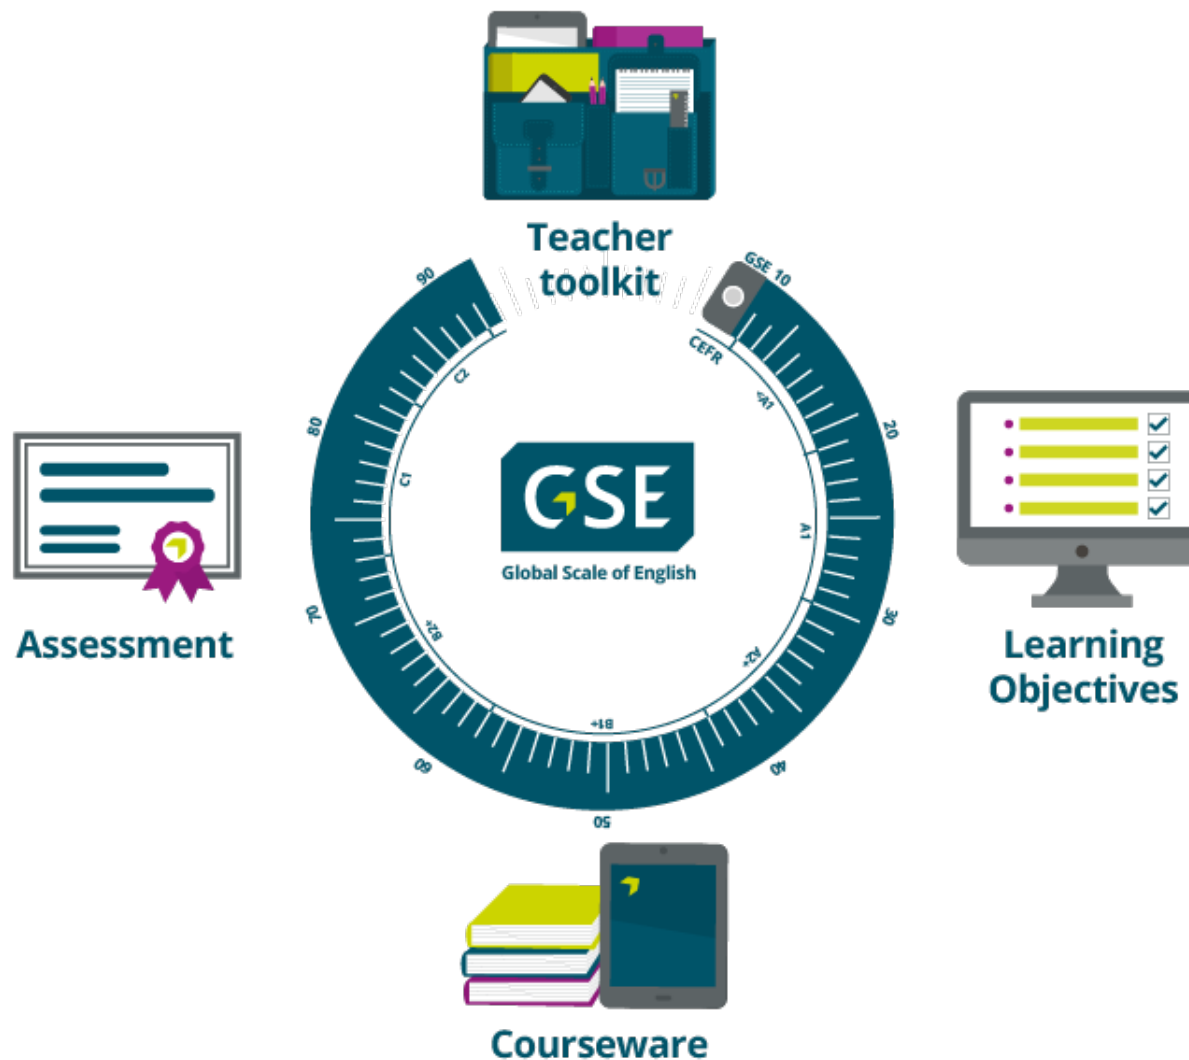 Teacher
toolkit
GSE 10
20
30
40
50
60
70
80
90
CEFR
<A1
A1
A2+
B1+
B2+
C1
C2
GSE
Global Scale of English
Assessment
Learning
Objectives
Courseware